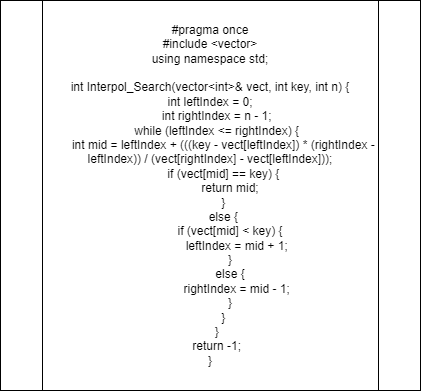 #pragma once
#include <vector>
using namespace std;
int Interpol_Search(vector<int>& vect, int key, int n) {
int leftIndex = 0;
int rightIndex = n - 1;
while (leftIndex <= rightIndex) {
int mid = leftIndex + (((key - vect[leftIndex]) * (rightIndex -
leftIndex)) / (vect[rightIndex] - vect[leftIndex]));
if (vect[mid] == key) {
return mid;
}
else {
if (vect[mid] < key) {
leftIndex = mid + 1;
}
else {
rightIndex = mid - 1;
}
}
}
return -1;
}